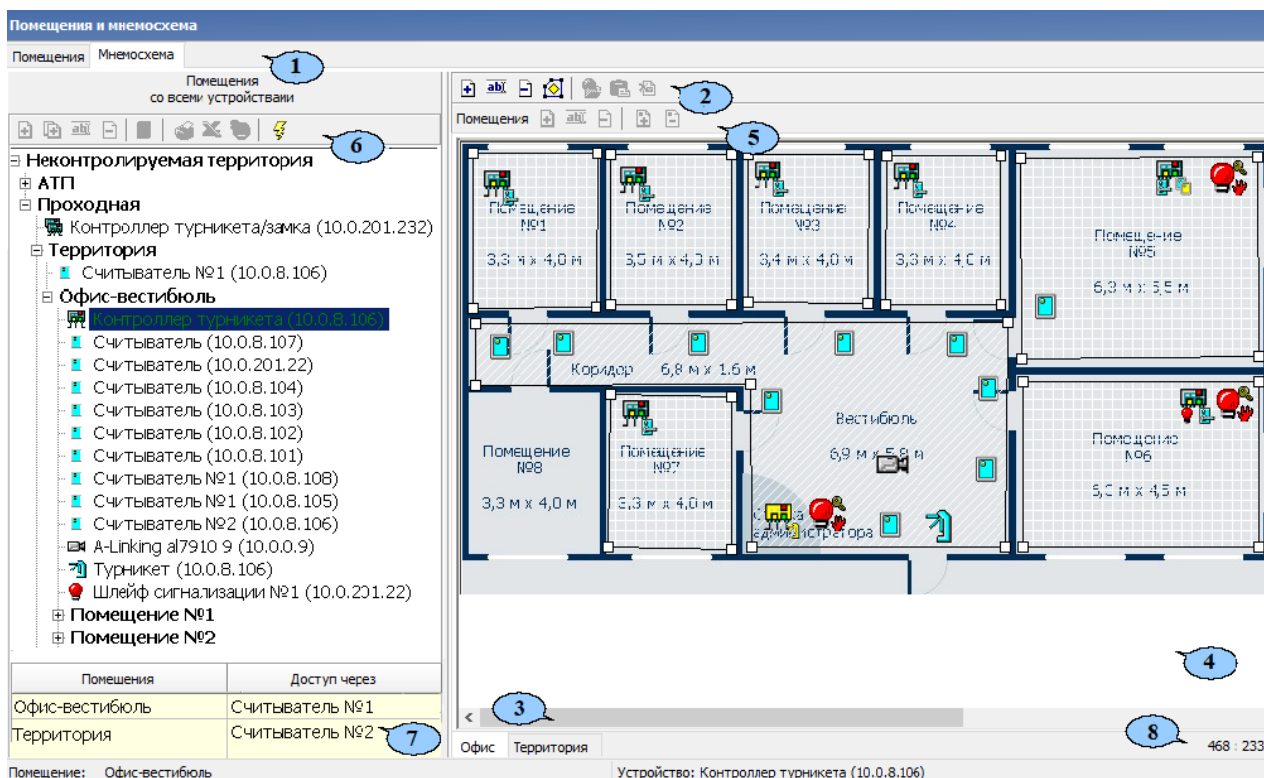 Помещения и мнемосхема
Помещения Мнемосхема
1
Помещения
со всеми устройствами
6
Неконтролируемая территория
АТП
Проходная
Контроллер турникета/замка (10.0.201.232)
Территория
Считыватель №1 (10.0.8.106)
Офис-вестибюль
Контроллер турникета (10.0.8.106)
Считыватель (10.0.8.107)
Считыватель (10.0.201.22)
Считыватель (10.0.8.104)
Считыватель (10.0.8.103)
Считыватель (10.0.8.102)
Считыватель (10.0.8.101)
Считыватель №1 (10.0.8.108)
Считыватель №1 (10.0.8.105)
Считыватель №2 (10.0.8.106)
A-Linking al7910 9 (10.0.0.9)
Турникет (10.0.8.106)
Шлейф сигнализации №1 (10.0.201.22)
Помещение №1
Помещение №2
Помещения Доступ через
Офис-вестибюль Считыватель №1
Территория Считыватель №2
7
abl
2
Помещения abl
5
Помещение
№1
3,3 м х 4,0 м
Помещение
№2
3,5 м х 4,0 м
Помещение
№3
3,4 м х 4,0 м
Помещение
№4
3,3 м х 4,0 м
Помещение
№5
6,3 м х 5,5 м
Коридор 6,8 м х 1.6 м
Вестибюль
6,9 м х 5,8 м
Помещение
№6
м х 4,5 м
Помещение
№8
3,3 м х 4,0 м
Помещение
№7
3,3 м х 4,0 м
администратора
4
3
8
Офис Территория
468 : 233
Помещение: Офис-вестибюль
Устройство: Контроллер турникета (10.0.8.106)